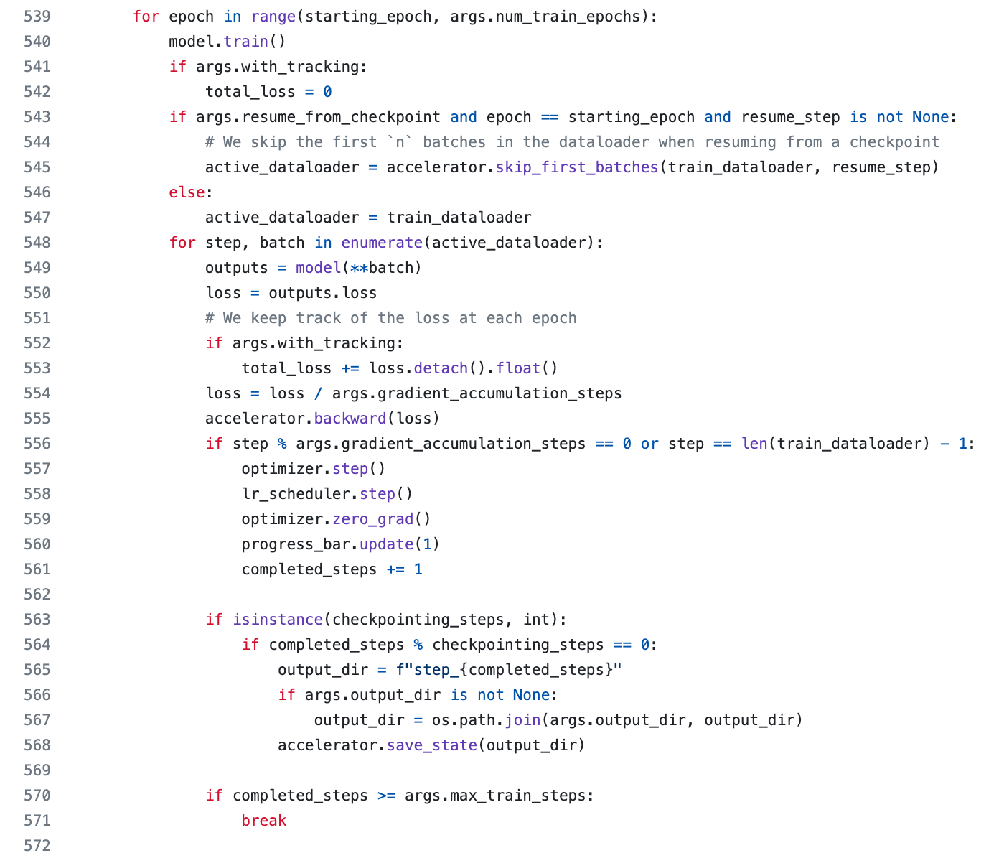 539         for epoch in range(starting_epoch, args.num_train_epochs):
540             model.train()
541             if args.with_tracking:
542                 total_loss = 0
543             if args.resume_from_checkpoint and epoch == starting_epoch and resume_step is not None:
544                 # We skip the first `n` batches in the dataloader when resuming from a checkpoint
545                 active_dataloader = accelerator.skip_first_batches(train_dataloader, resume_step)
546             else:
547                 active_dataloader = train_dataloader
548             for step, batch in enumerate(active_dataloader):
549                 outputs = model(**batch)
550                 loss = outputs.loss
551                 # We keep track of the loss at each epoch
552                 if args.with_tracking:
553                     total_loss += loss.detach().float()
554                 loss = loss / args.gradient_accumulation_steps
555                 accelerator.backward(loss)
556                 if step % args.gradient_accumulation_steps == 0 or step == len(train_dataloader) - 1:
557                     optimizer.step()
558                     lr_scheduler.step()
559                     optimizer.zero_grad()
560                     progress_bar.update(1)
561                     completed_steps += 1
562
563                 if isinstance(checkpointing_steps, int):
564                     if completed_steps % checkpointing_steps == 0:
565                         output_dir = f"step_{completed_steps}"
566                         if args.output_dir is not None:
567                             output_dir = os.path.join(args.output_dir, output_dir)
568                         accelerator.save_state(output_dir)
569
570                 if completed_steps >= args.max_train_steps:
571                     break
572